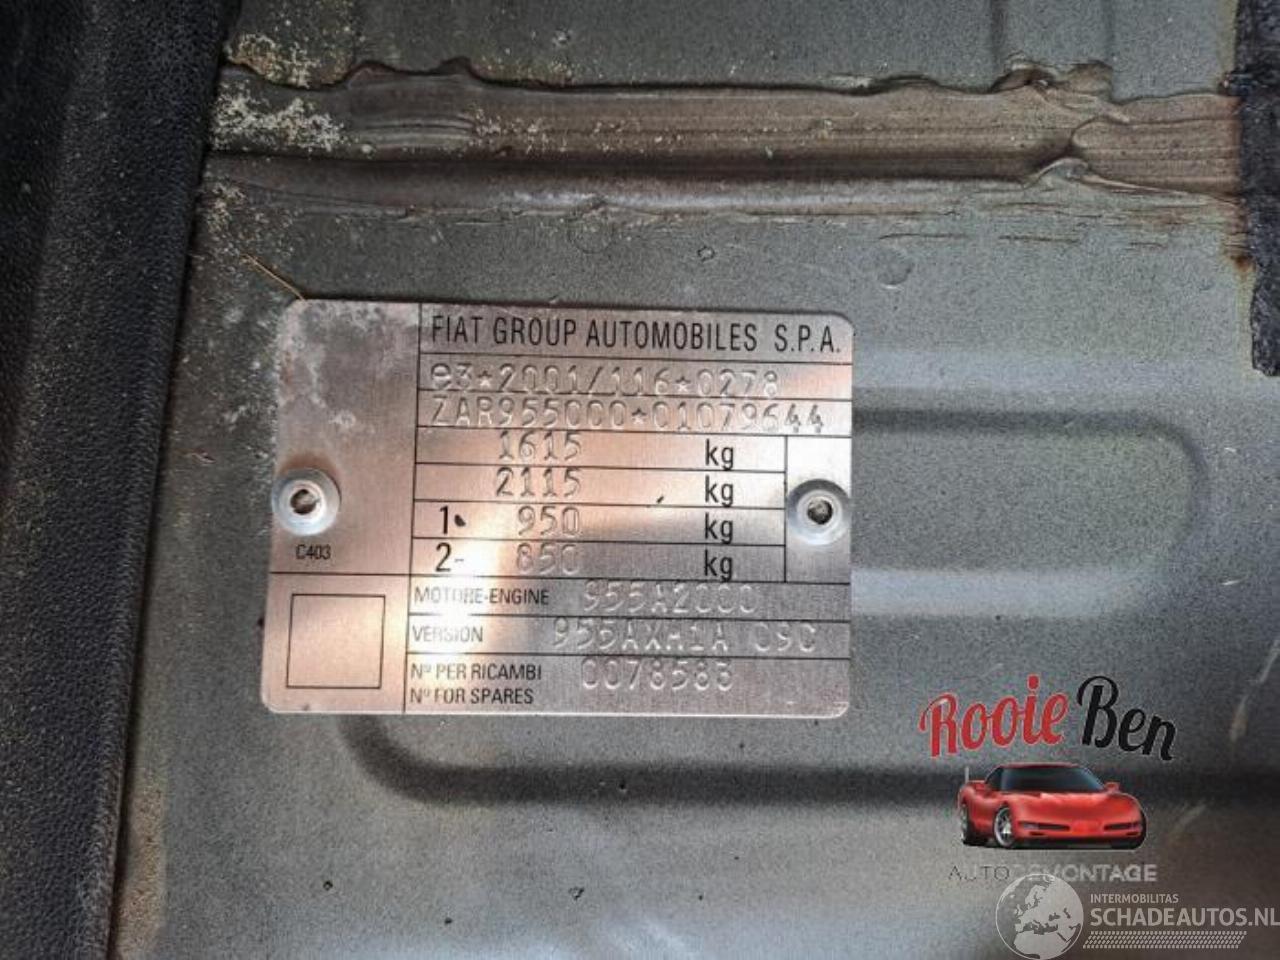 FIAT GROUP AUTOMOBILES S.P.A.
e3*2001/116*0278
ZAR955000*01079644
1615 kg
2115 kg
1- 950 kg
2- 850 kg
C403
MOTORE-ENGINE 955A2000
VERSION 955AXH1A 09C
Nº PER RICAMBI 0078583
Nº FOR SPARES
Rooie Ben
AUTODEMONTAGE
INTERMOBILITAS
SCHADEAUTOS.NL